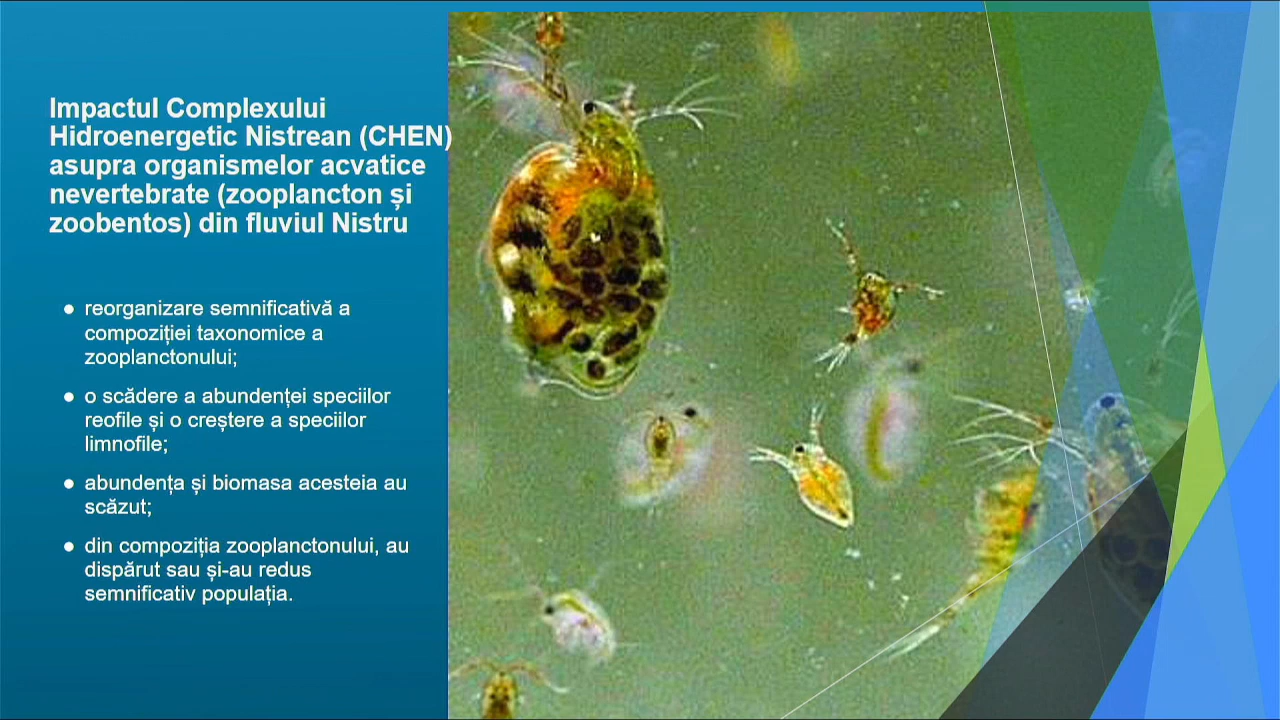 Impactul Complexului
Hidroenergetic Nistrean (CHEN)
asupra organismelor acvatice
nevertebrate (zooplancton și
zoobentos) din fluviul Nistru
● reorganizare semnificativă a
compoziției taxonomice a
zooplanctonului;
● o scădere a abundenței speciilor
reofile și o creștere a speciilor
limnofile;
● abundența și biomasa acesteia au
scăzut;
● din compoziția zooplanctonului, au
dispărut sau și-au redus
semnificativ populația.